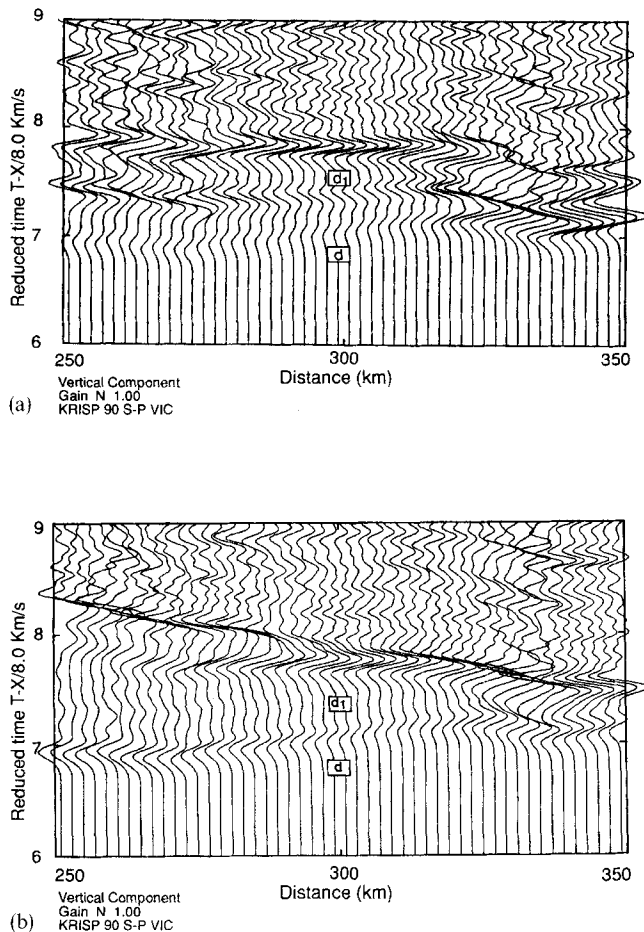 9
8
7
6
Reduced time T-X/8.0 Km/s
d1
d
250
300
350
Distance (km)
Vertical Component
Gain N 1.00
KRISP 90 S-P VIC
(a)
9
8
7
6
Reduced time T-X/8.0 Km/s
d1
d
250
300
350
Distance (km)
Vertical Component
Gain N 1.00
KRISP 90 S-P VIC
(b)